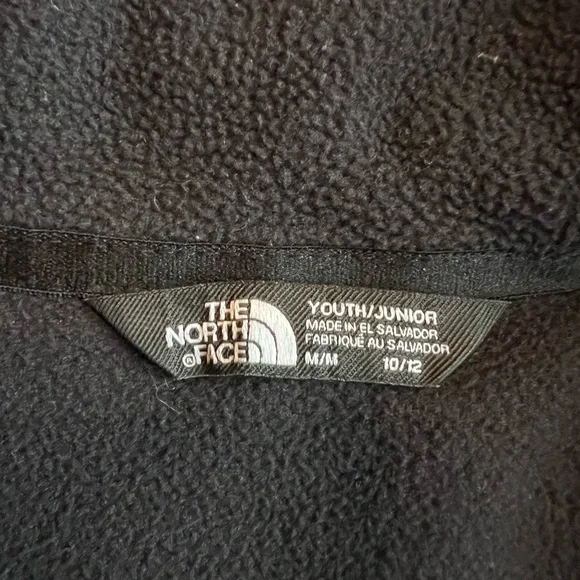 THE
NORTH
®FACE
YOUTH/JUNIOR
MADE IN EL SALVADOR
FABRIQUÉ AU SALVADOR
M/M 10/12